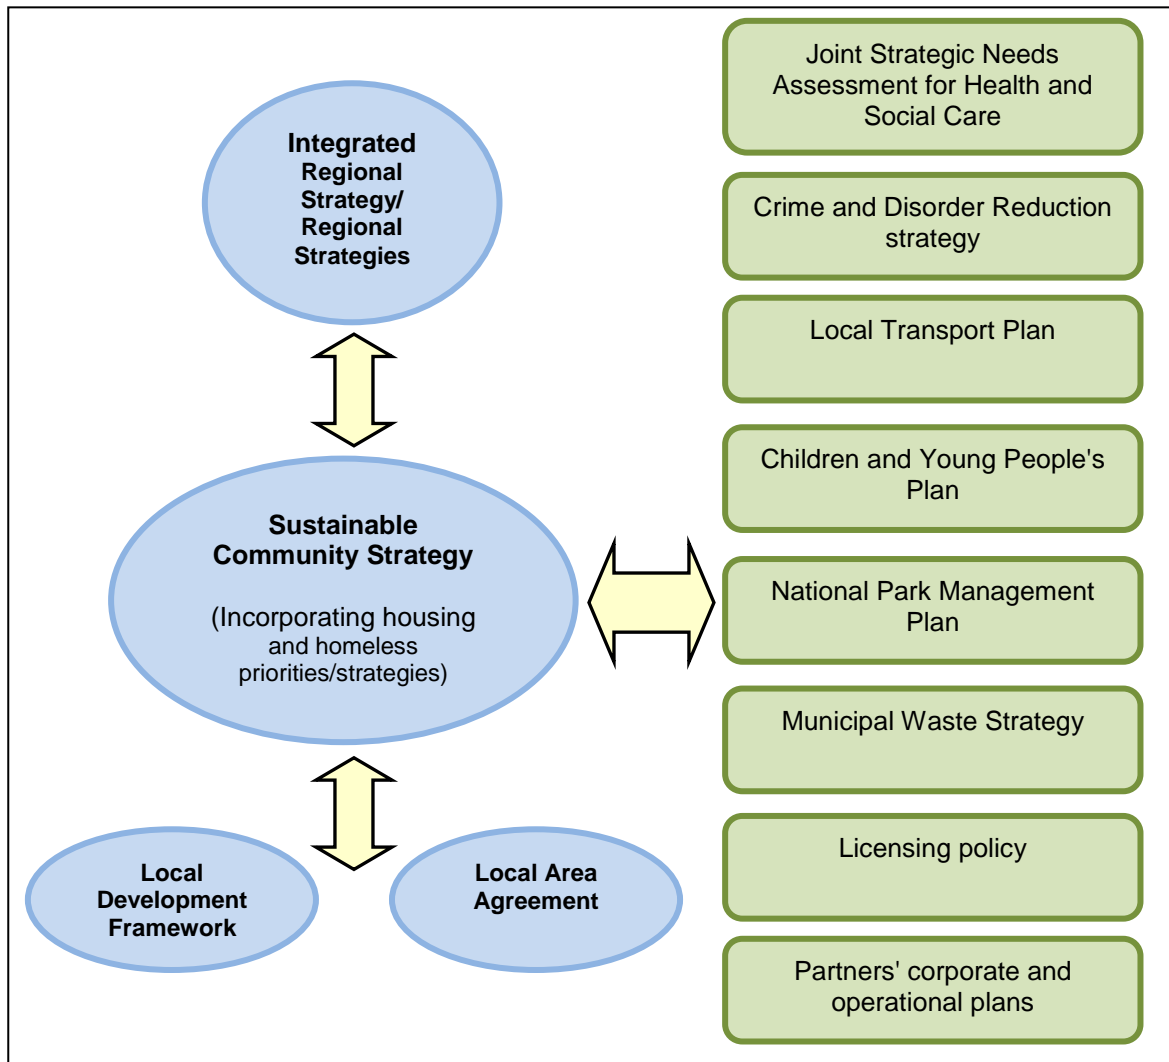 Integrated
Regional
Strategy/
Regional
Strategies
Sustainable
Community Strategy
(Incorporating housing
and homeless
priorities/strategies)
Local
Development
Framework
Local Area
Agreement
Joint Strategic Needs
Assessment for Health and
Social Care
Crime and Disorder Reduction
strategy
Local Transport Plan
Children and Young People's
Plan
National Park Management
Plan
Municipal Waste Strategy
Licensing policy
Partners' corporate and
operational plans